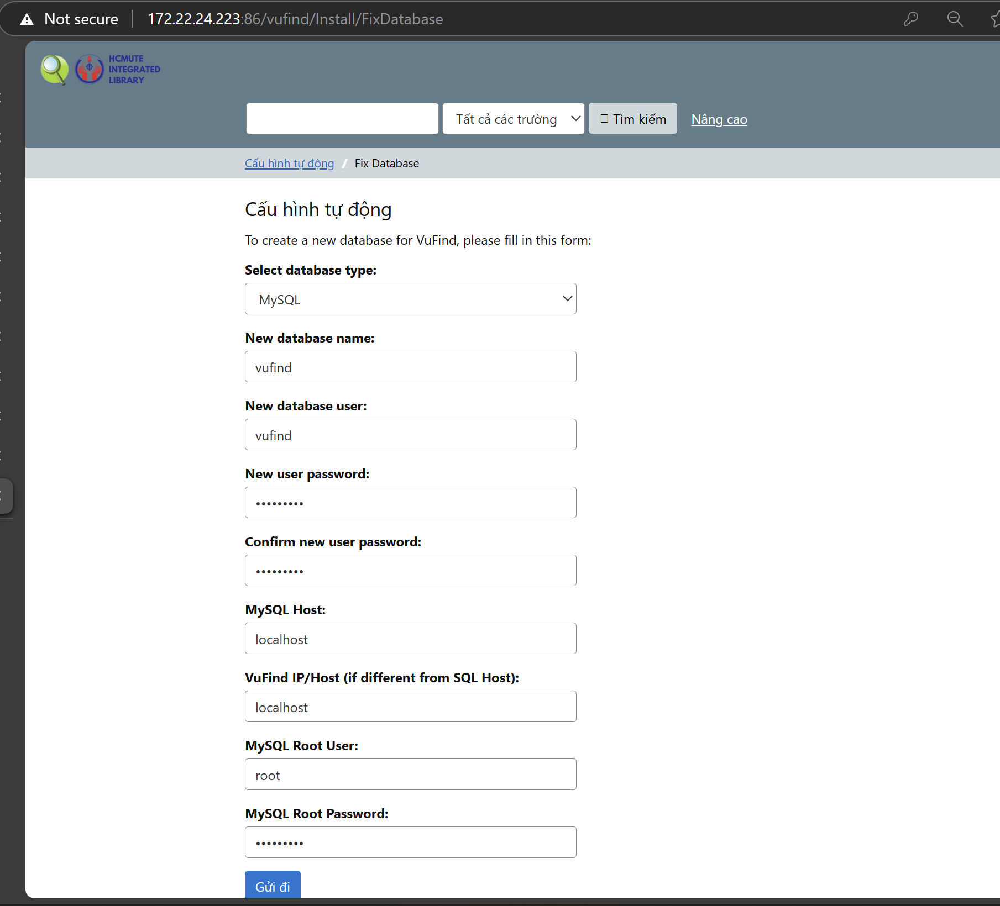 Not secure
172.22.24.223:86/vufind/Install/FixDatabase
HCMUTE
INTEGRATED
LIBRARY
Tất cả các trường
Tìm kiếm
Nâng cao
Cấu hình tự động / Fix Database
Cấu hình tự động
To create a new database for VuFind, please fill in this form:
Select database type:
MySQL
New database name:
vufind
New database user:
vufind
New user password:
•••••••••
Confirm new user password:
•••••••••
MySQL Host:
localhost
VuFind IP/Host (if different from SQL Host):
localhost
MySQL Root User:
root
MySQL Root Password:
•••••••••
Gửi đi